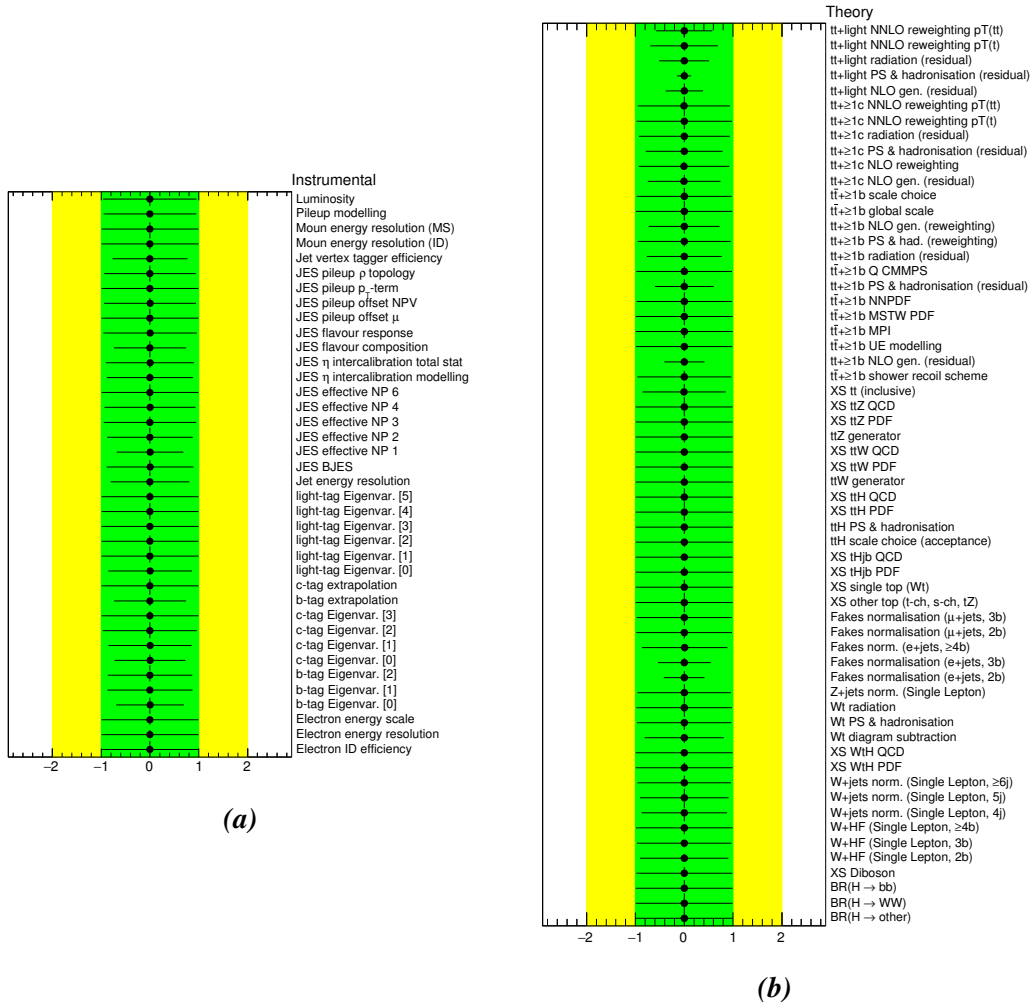 Instrumental
Luminosity
Pileup modelling
Moun energy resolution (MS)
Moun energy resolution (ID)
Jet vertex tagger efficiency
JES pileup ρ topology
JES pileup p_T-term
JES pileup offset NPV
JES pileup offset μ
JES flavour response
JES flavour composition
JES η intercalibration total stat
JES η intercalibration modelling
JES effective NP 6
JES effective NP 4
JES effective NP 3
JES effective NP 2
JES effective NP 1
JES BJES
Jet energy resolution
light-tag Eigenvar. [5]
light-tag Eigenvar. [4]
light-tag Eigenvar. [3]
light-tag Eigenvar. [2]
light-tag Eigenvar. [1]
light-tag Eigenvar. [0]
c-tag extrapolation
b-tag extrapolation
c-tag Eigenvar. [3]
c-tag Eigenvar. [2]
c-tag Eigenvar. [1]
c-tag Eigenvar. [0]
b-tag Eigenvar. [2]
b-tag Eigenvar. [1]
b-tag Eigenvar. [0]
Electron energy scale
Electron energy resolution
Electron ID efficiency
−2 −1 0 1 2
(a)
Theory
tt+light NNLO reweighting pT(tt)
tt+light NNLO reweighting pT(t)
tt+light radiation (residual)
tt+light PS & hadronisation (residual)
tt+light NLO gen. (residual)
tt+≥1c NNLO reweighting pT(tt)
tt+≥1c NNLO reweighting pT(t)
tt+≥1c radiation (residual)
tt+≥1c PS & hadronisation (residual)
tt+≥1c NLO reweighting
tt+≥1c NLO gen. (residual)
tt̄+≥1b scale choice
tt̄+≥1b global scale
tt+≥1b NLO gen. (reweighting)
tt+≥1b PS & had. (reweighting)
tt+≥1b radiation (residual)
tt̄+≥1b Q CMMPS
tt+≥1b PS & hadronisation (residual)
tt̄+≥1b NNPDF
tt̄+≥1b MSTW PDF
tt̄+≥1b MPI
tt̄+≥1b UE modelling
tt+≥1b NLO gen. (residual)
tt̄+≥1b shower recoil scheme
XS tt (inclusive)
XS ttZ QCD
XS ttZ PDF
ttZ generator
XS ttW QCD
XS ttW PDF
ttW generator
XS ttH QCD
XS ttH PDF
ttH PS & hadronisation
ttH scale choice (acceptance)
XS tHjb QCD
XS tHjb PDF
XS single top (Wt)
XS other top (t-ch, s-ch, tZ)
Fakes normalisation (μ+jets, 3b)
Fakes normalisation (μ+jets, 2b)
Fakes norm. (e+jets, ≥4b)
Fakes normalisation (e+jets, 3b)
Fakes normalisation (e+jets, 2b)
Z+jets norm. (Single Lepton)
Wt radiation
Wt PS & hadronisation
Wt diagram subtraction
XS WtH QCD
XS WtH PDF
W+jets norm. (Single Lepton, ≥6j)
W+jets norm. (Single Lepton, 5j)
W+jets norm. (Single Lepton, 4j)
W+HF (Single Lepton, ≥4b)
W+HF (Single Lepton, 3b)
W+HF (Single Lepton, 2b)
XS Diboson
BR(H → bb)
BR(H → WW)
BR(H → other)
−2 −1 0 1 2
(b)